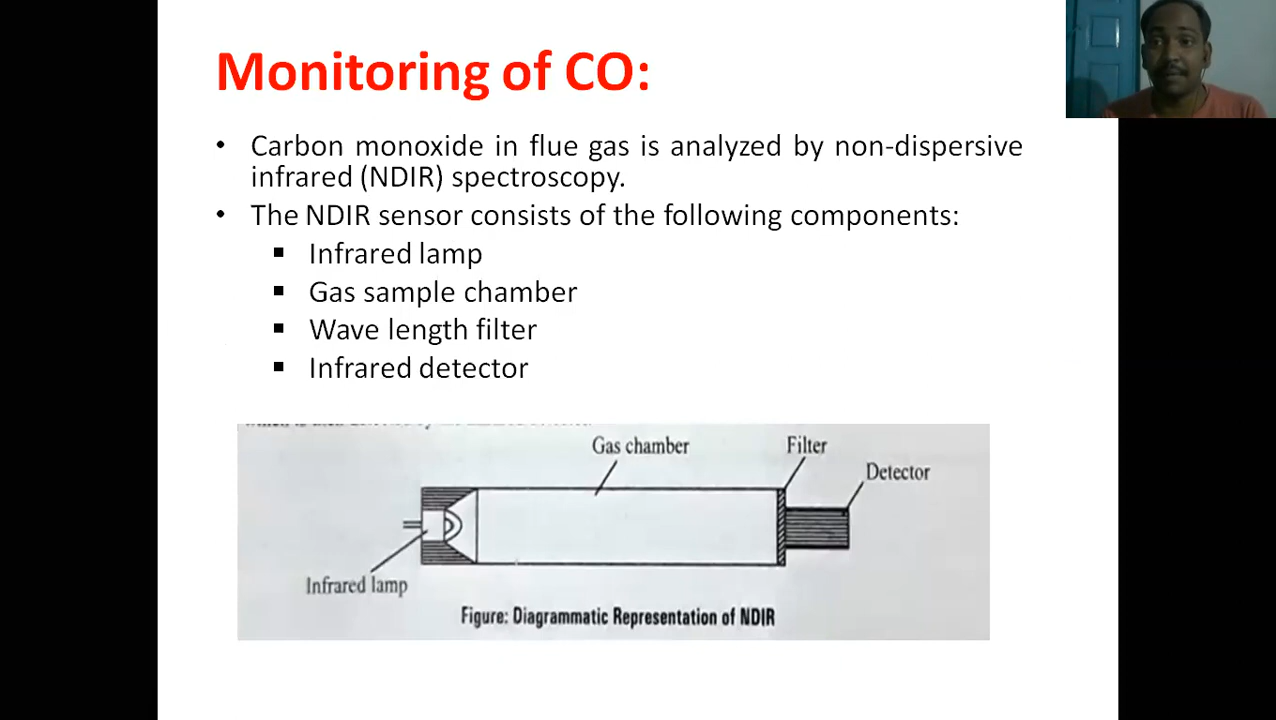 Monitoring of CO:
• Carbon monoxide in flue gas is analyzed by non-dispersive
infrared (NDIR) spectroscopy.
• The NDIR sensor consists of the following components:
▪ Infrared lamp
▪ Gas sample chamber
▪ Wave length filter
▪ Infrared detector
Gas chamber
Filter
Detector
Infrared lamp
Figure: Diagrammatic Representation of NDIR